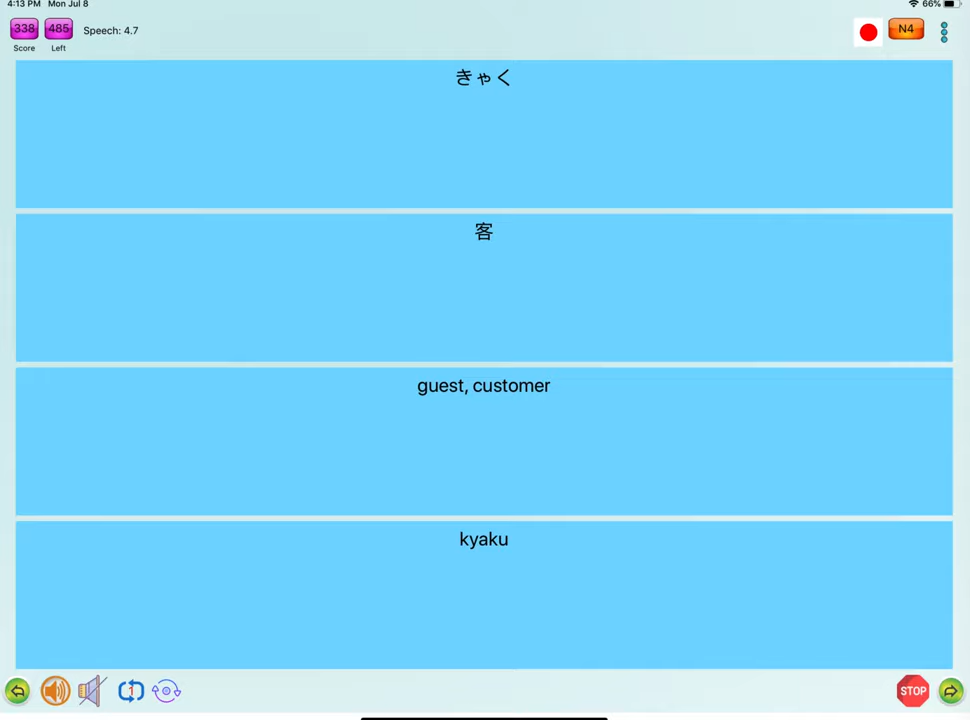 4:13 PM Mon Jul 8
66%
338 485 Speech: 4.7
N4
Score Left
きゃく
客
guest, customer
kyaku
1
STOP